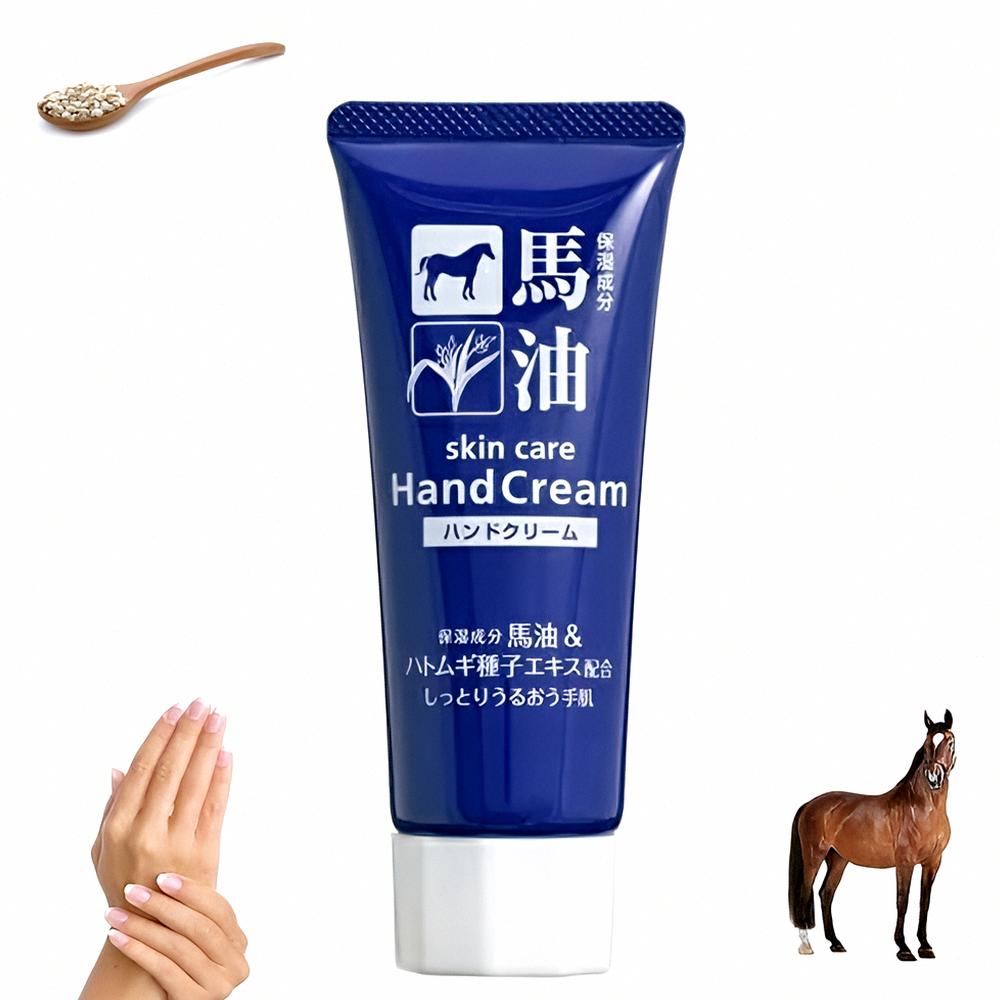 馬油
保湿成分
skin care
Hand Cream
ハンドクリーム
保湿成分 馬油 &
ハトムギ種子エキス配合
しっとりうるおう手肌